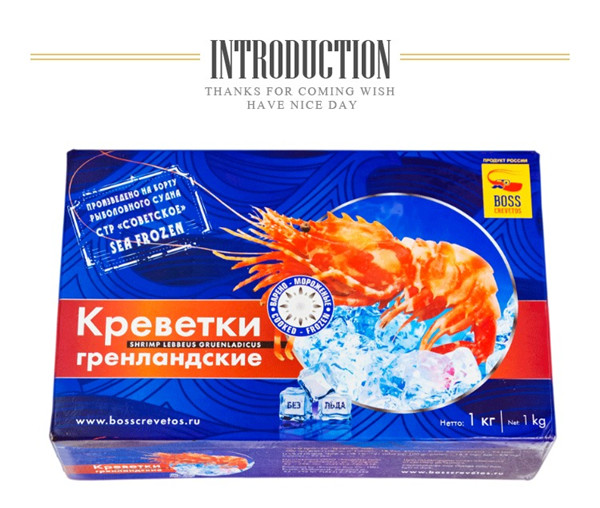 INTRODUCTION
THANKS FOR COMING WISH
HAVE NICE DAY
ПРОИЗВЕДЕНО НА БОРТУ
РЫБОЛОВНОГО СУДНА
СТР «СОВЕТСКОЕ»
SEA FROZEN
ПРОДУКТ РОССИИ
BOSS
CREVETOS
ВАРЕНО - МОРОЖЕНЫЕ
COOKED - FROZEN
Креветки
SHRIMP LEBBEUS GRUENLADICUS
гренландские
БЕЗ ЛЬДА
www.bosscrevetos.ru
Нетто: 1 кг | Net 1 kg
Креветки
гренландские
www.bosscrevetos.ru